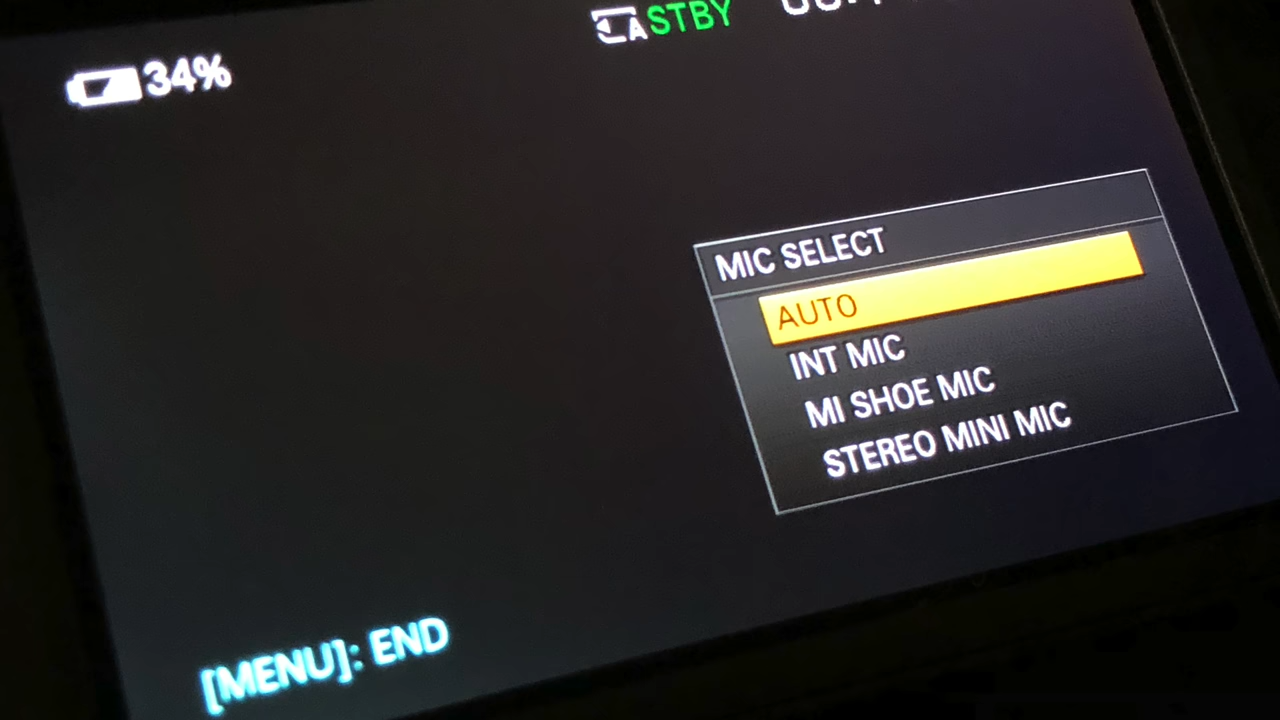 34%
STBY
MIC SELECT
AUTO
INT MIC
MI SHOE MIC
STEREO MINI MIC
[MENU]: END